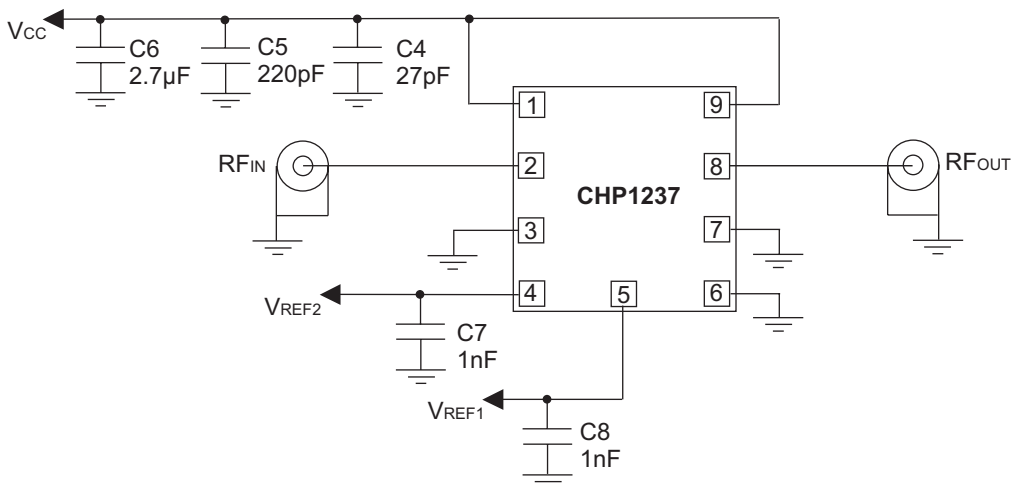 VCC
C6
2.7µF
C5
220pF
C4
27pF
1
9
RFIN
2
8
RFOUT
CHP1237
3
7
VREF2
4
5
6
C7
1nF
VREF1
C8
1nF